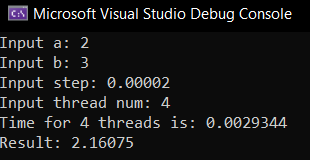 Microsoft Visual Studio Debug Console
Input a: 2
Input b: 3
Input step: 0.00002
Input thread num: 4
Time for 4 threads is: 0.0029344
Result: 2.16075